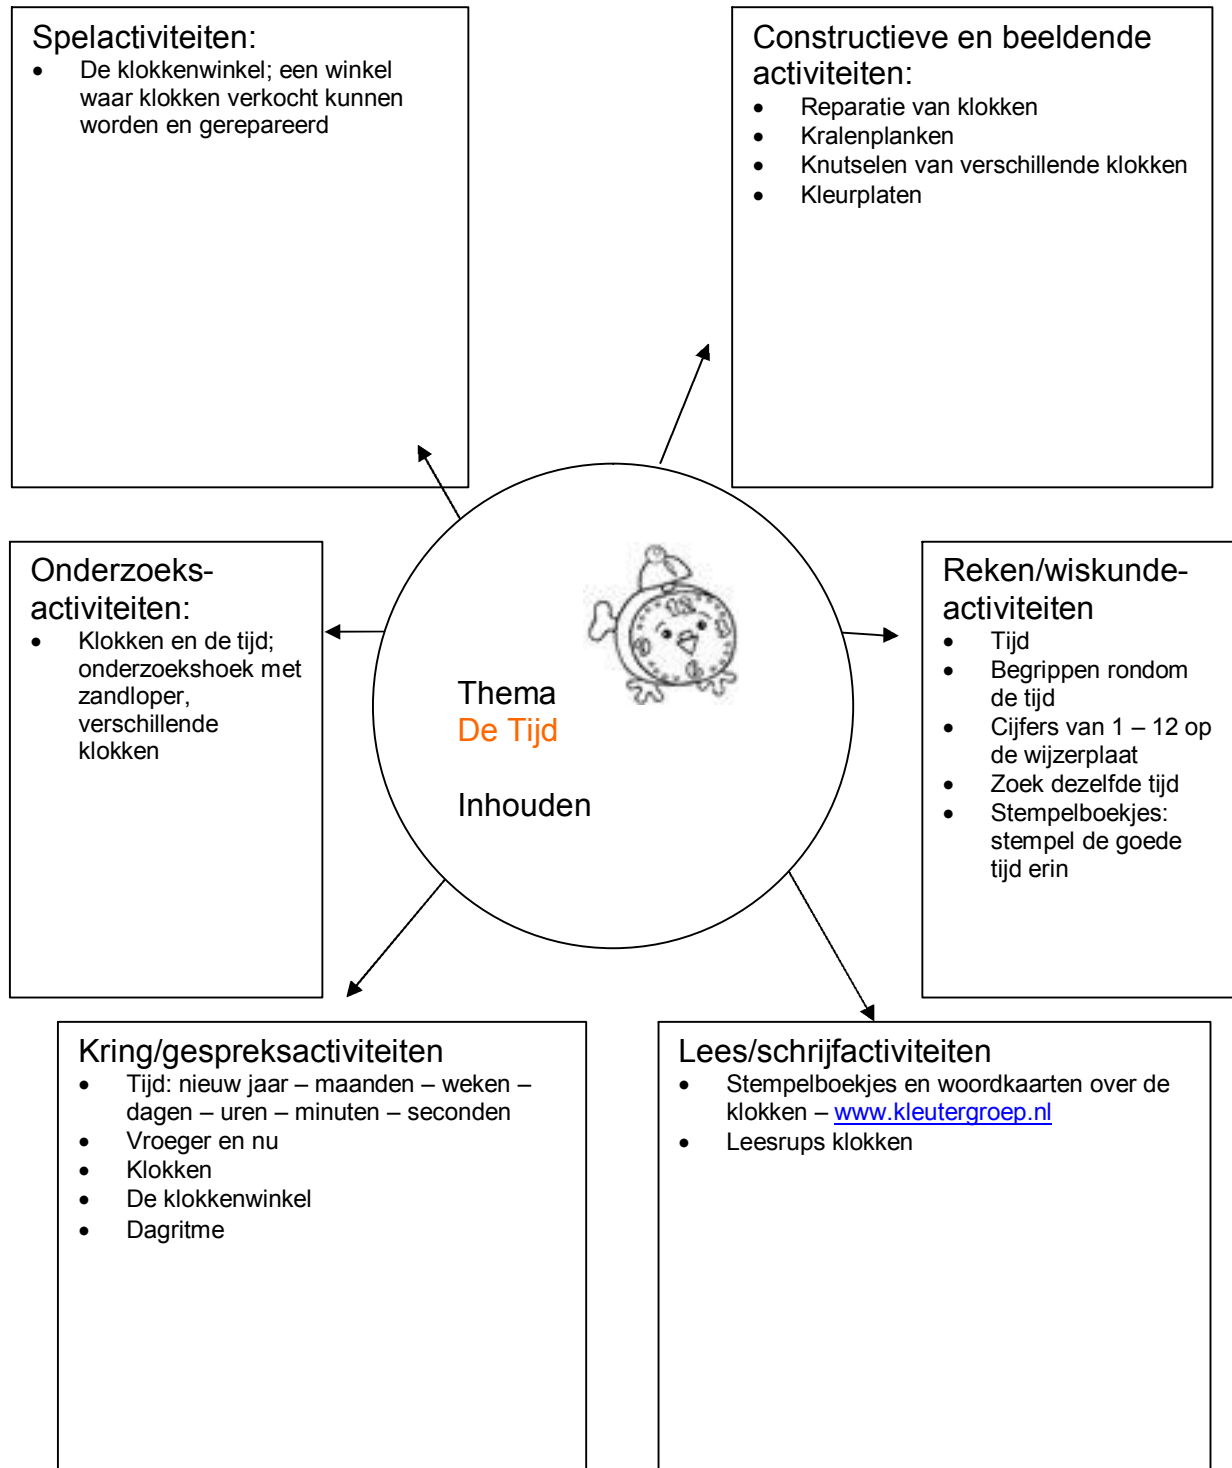 Spelactiviteiten:
• De klokkenwinkel; een winkel
waar klokken verkocht kunnen
worden en gerepareerd
Constructieve en beeldende
activiteiten:
• Reparatie van klokken
• Kralenplanken
• Knutselen van verschillende klokken
• Kleurplaten
Onderzoeks-
activiteiten:
• Klokken en de tijd;
onderzoekshoek met
zandloper,
verschillende
klokken
12
Thema
De Tijd
Inhouden
Reken/wiskunde-
activiteiten
• Tijd
• Begrippen rondom
de tijd
• Cijfers van 1 – 12 op
de wijzerplaat
• Zoek dezelfde tijd
• Stempelboekjes:
stempel de goede
tijd erin
Kring/gespreksactiviteiten
• Tijd: nieuw jaar – maanden – weken –
dagen – uren – minuten – seconden
• Vroeger en nu
• Klokken
• De klokkenwinkel
• Dagritme
Lees/schrijfactiviteiten
• Stempelboekjes en woordkaarten over de
klokken – www.kleutergroep.nl
• Leesrups klokken